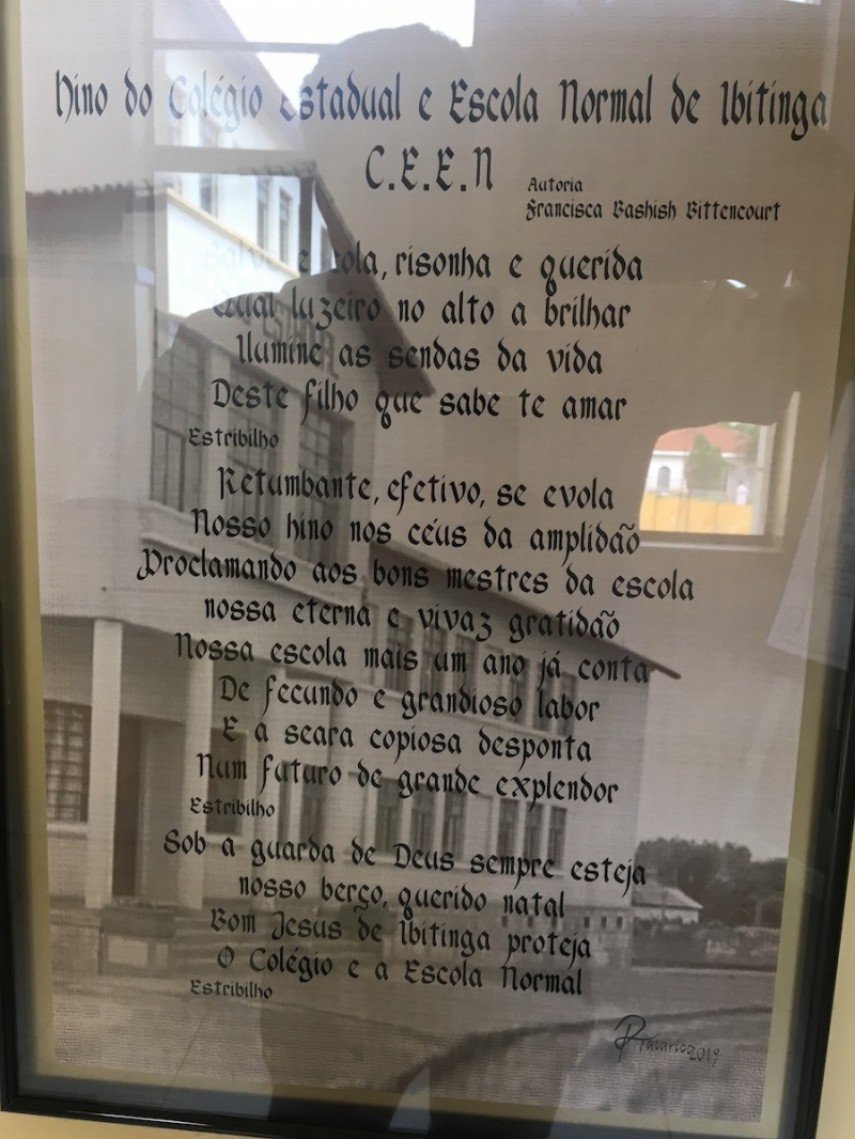 Hino do Colégio Estadual e Escola Normal de Ibitinga
C.E.E.N
Autoria
Francisca Bashish Bittencourt
Salve e cola, risonha e querida
Qual luzeiro no alto a brilhar
Ilumine as sendas da vida
Deste filho que sabe te amar
Estribilho
Retumbante, efetivo, se evola
Nosso hino nos céus da amplidão
Proclamando aos bons mestres da escola
nossa eterna e vivaz gratidão
Nossa escola mais um ano já conta
De fecundo e grandioso labor
E a seara copiosa desponta
Num futuro de grande explendor
Estribilho
Sob a guarda de Deus sempre esteja
nosso berço, querido natal
Bom Jesus de Ibitinga proteja
O Colégio e a Escola Normal
Estribilho
2019